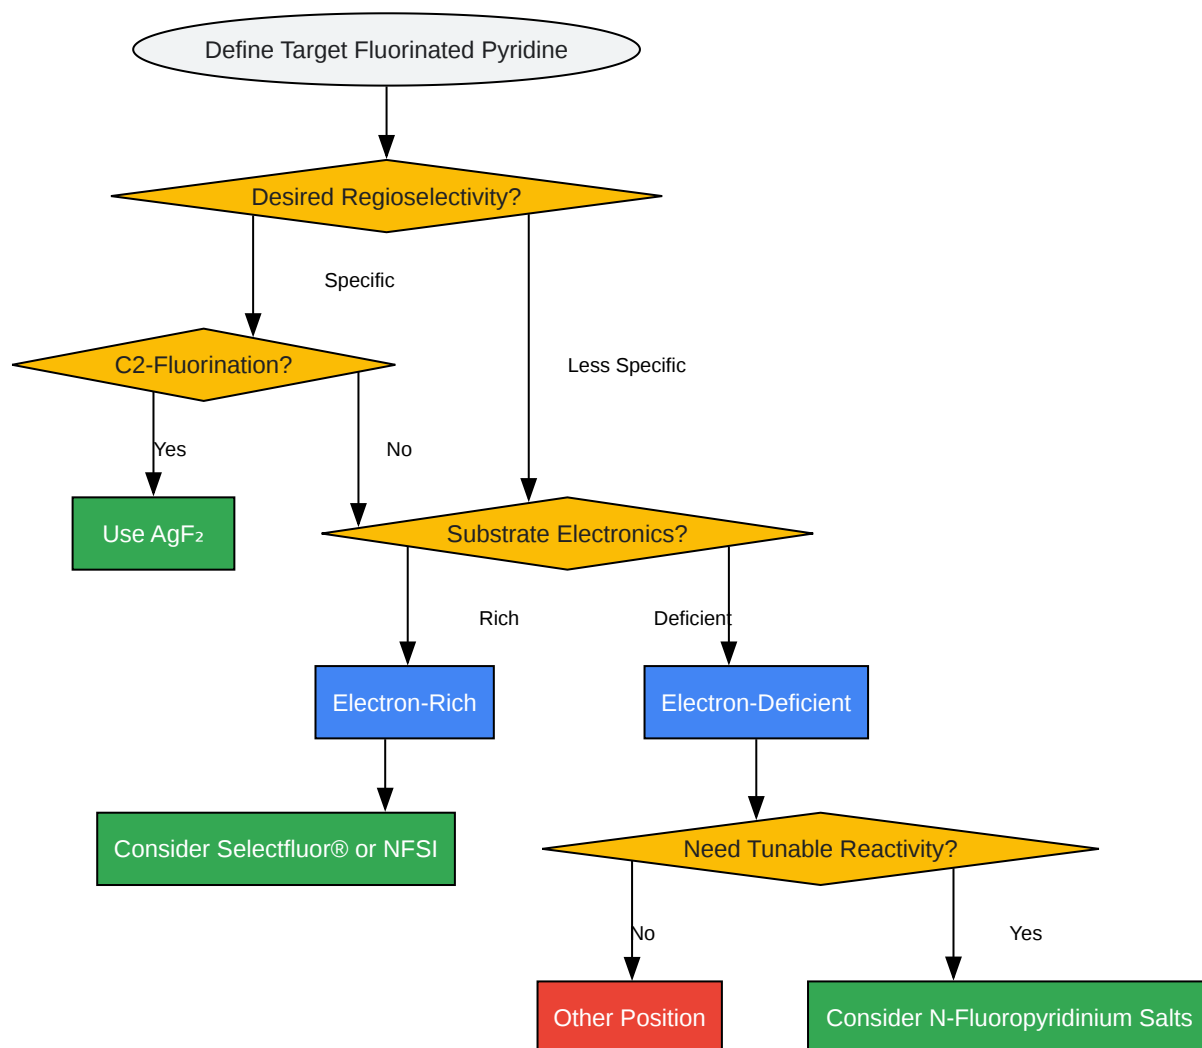 Define Target Fluorinated Pyridine
Desired Regioselectivity?
Specific
C2-Fluorination?
Less Specific
Yes
No
Use AgF₂
Substrate Electronics?
Rich
Deficient
Electron-Rich
Electron-Deficient
Consider Selectfluor® or NFSI
Need Tunable Reactivity?
No
Yes
Other Position
Consider N-Fluoropyridinium Salts